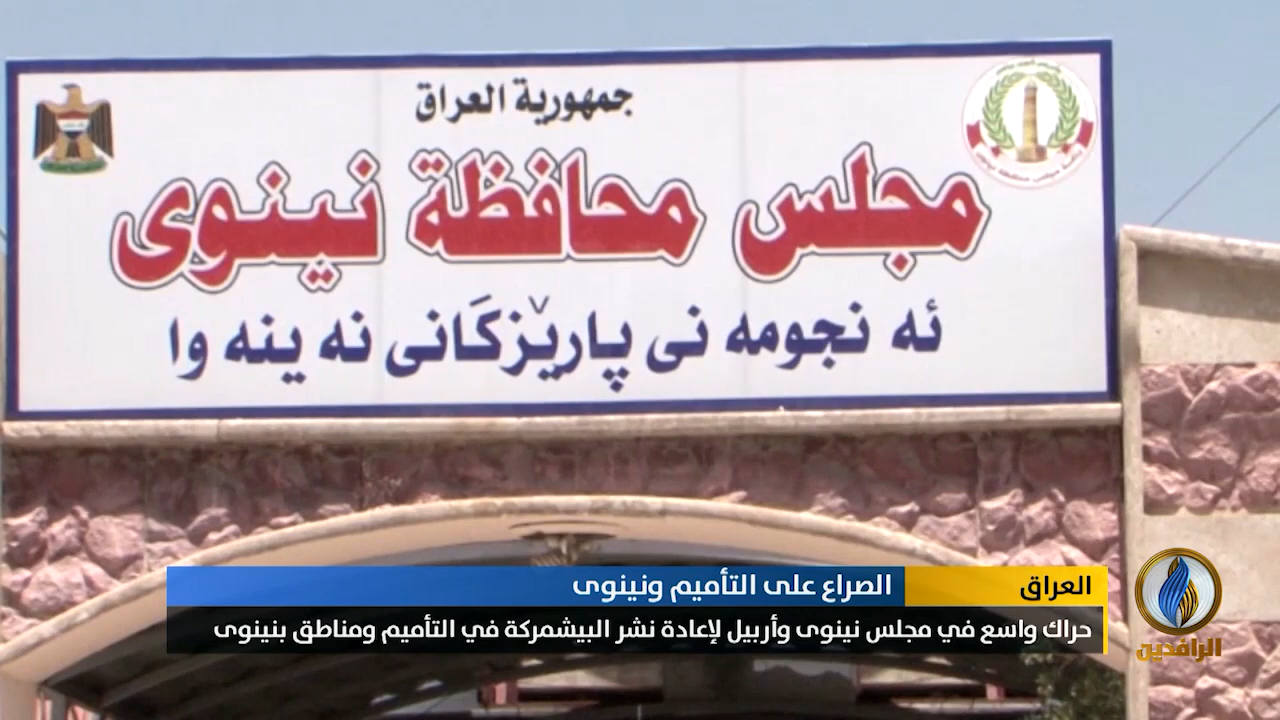 جمهورية العراق
مجلس محافظة نينوى
ئه نجومه نی پارێزکانی نه ینه وا
العراق
الصراع على التأميم ونينوى
حراك واسع في مجلس نينوى وأربيل لإعادة نشر البيشمركة في التأميم ومناطق بنينوى
الرافدين